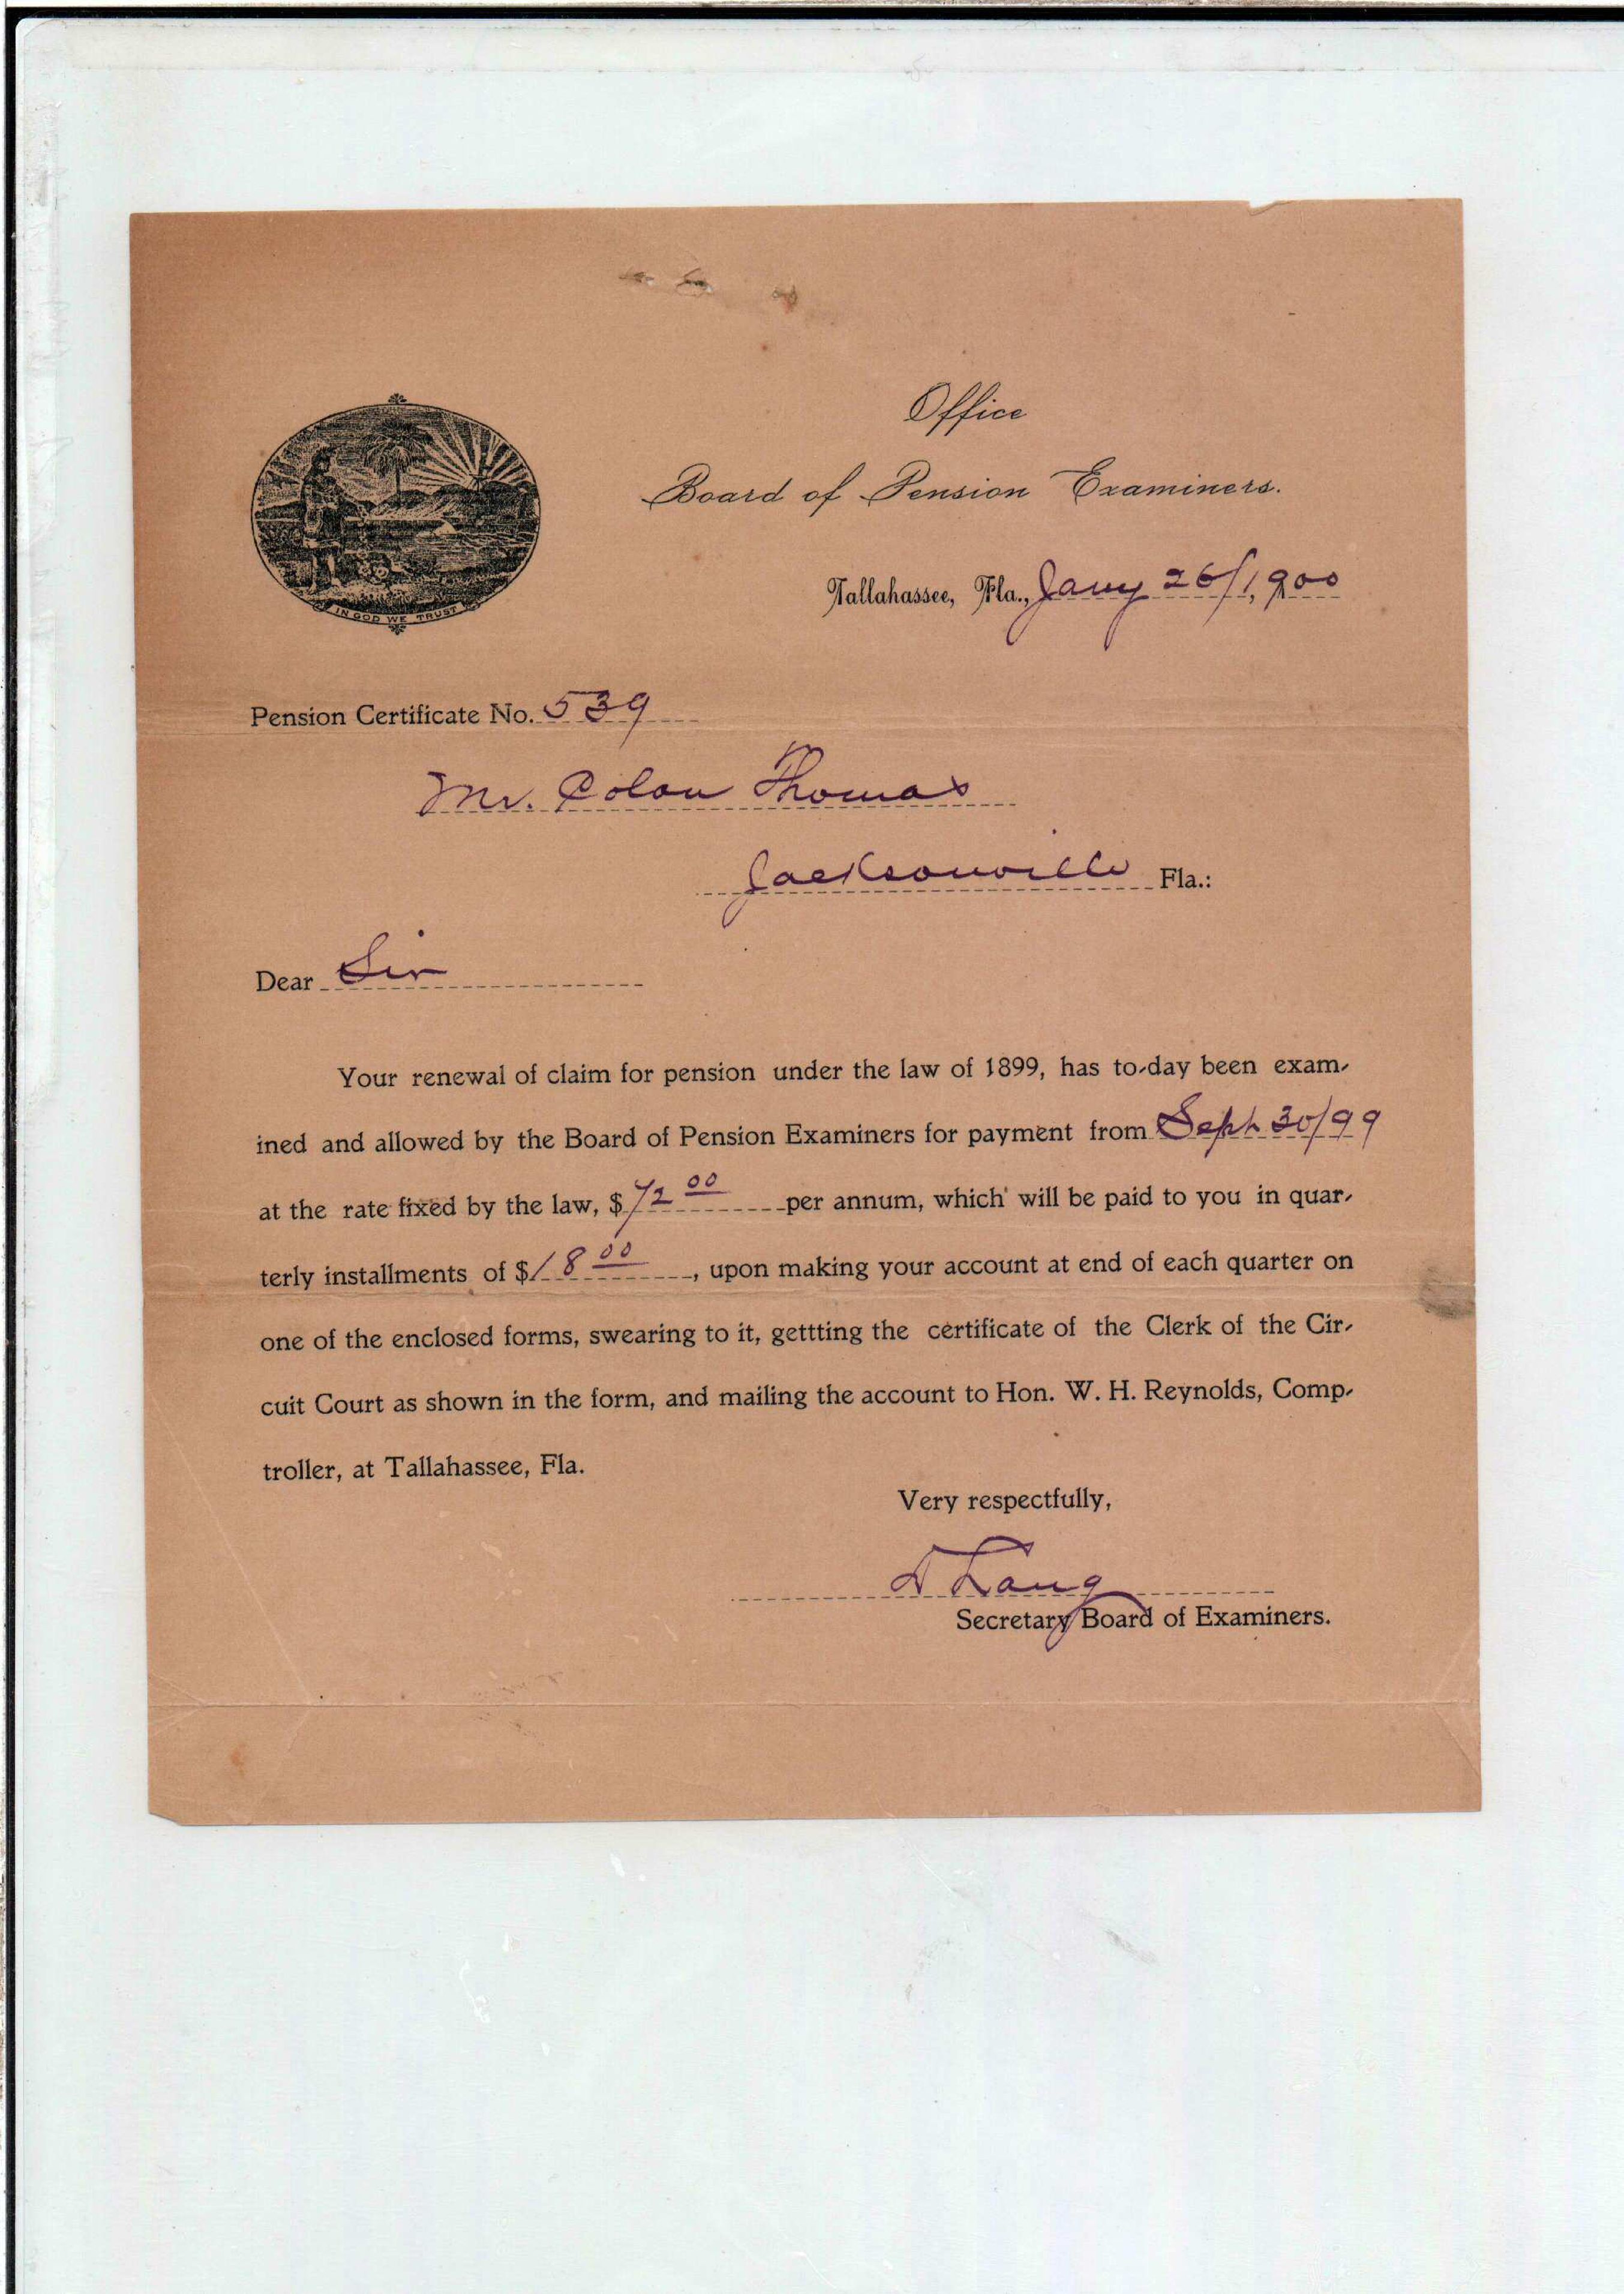 Office
Board of Pension Examiners.
IN GOD WE TRUST
Tallahassee, Fla., Jany 26/1,900
Pension Certificate No. 539
Mr. Colon Thomas
Jacksonville Fla.:
Dear Sir
Your renewal of claim for pension under the law of 1899, has to-day been exam-
ined and allowed by the Board of Pension Examiners for payment from Sept 30/99
at the rate fixed by the law, $72 00 per annum, which will be paid to you in quar-
terly installments of $18 00, upon making your account at end of each quarter on
one of the enclosed forms, swearing to it, gettting the certificate of the Clerk of the Cir-
cuit Court as shown in the form, and mailing the account to Hon. W. H. Reynolds, Comp-
troller, at Tallahassee, Fla.
Very respectfully,
D Lang
Secretary Board of Examiners.